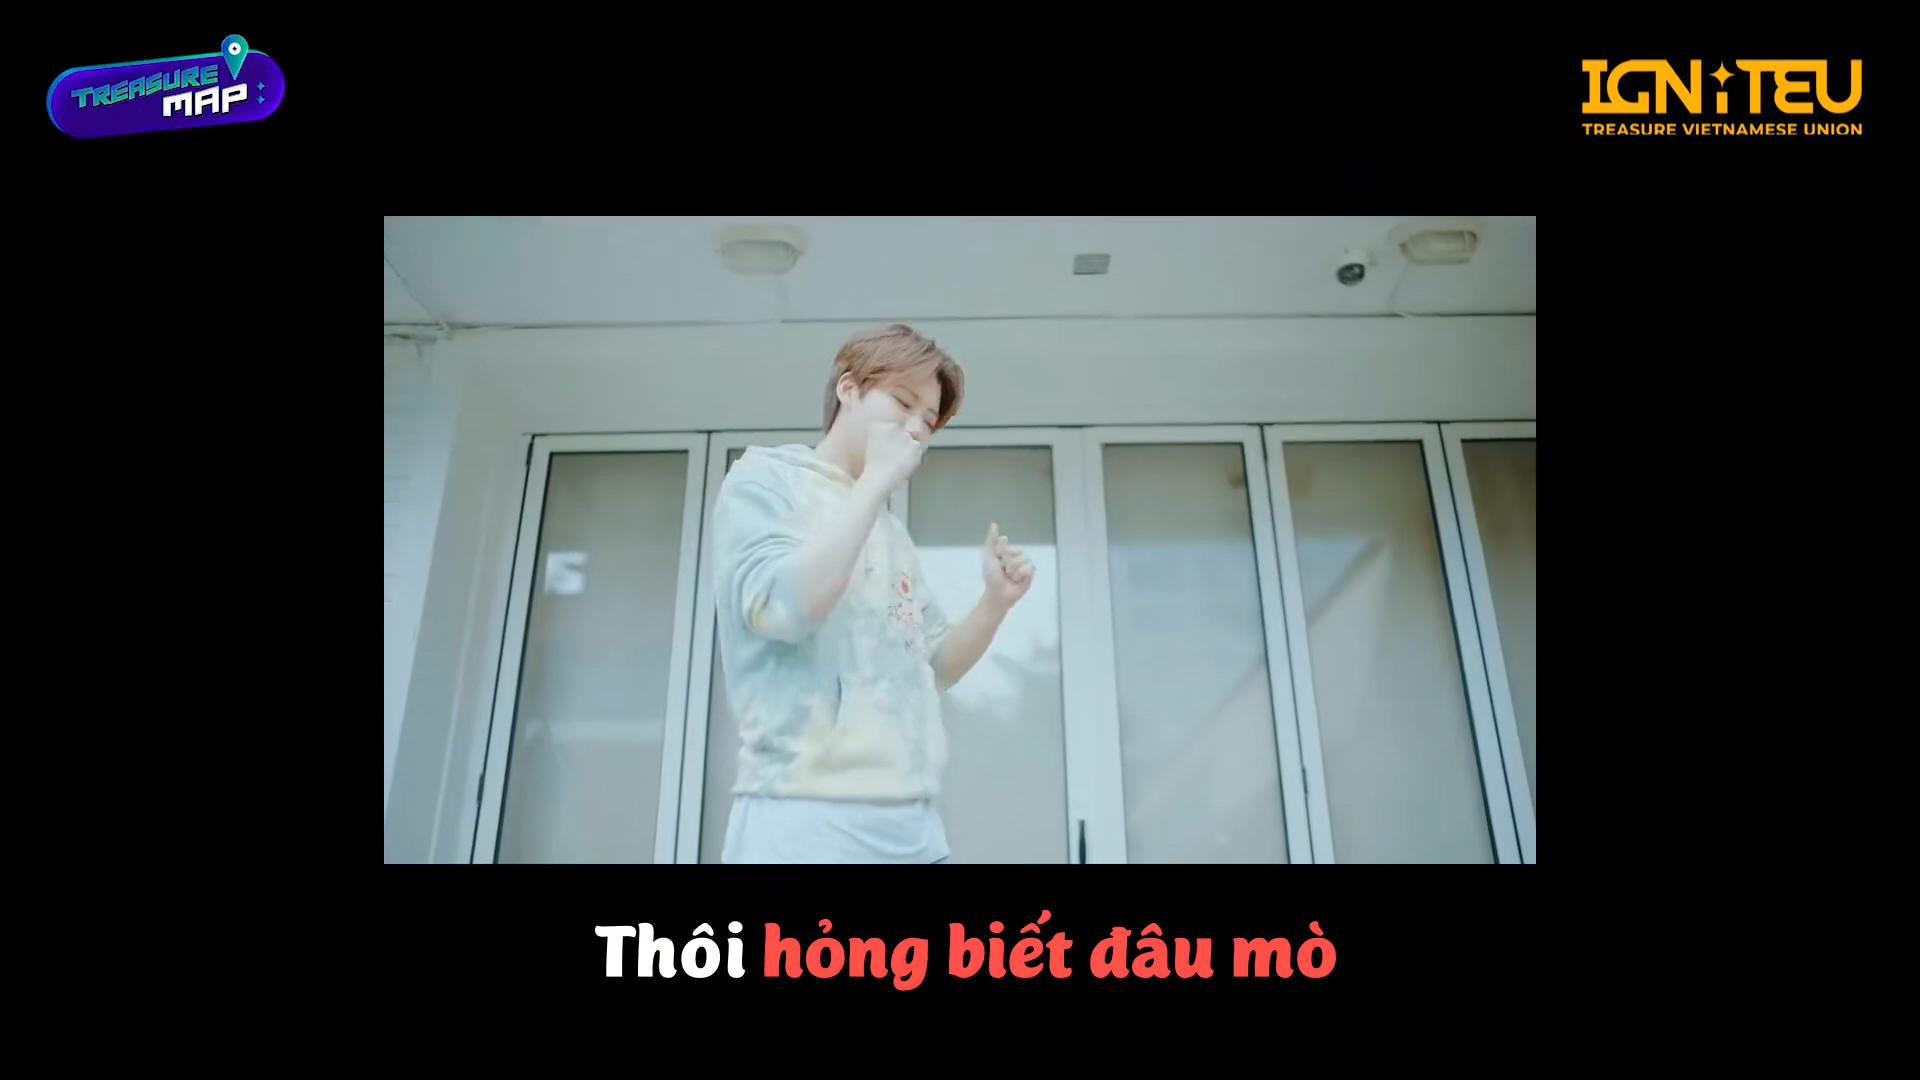 TREASURE
MAP
IGNITEU
TREASURE VIETNAMESE UNION
Thôi hỏng biết đâu mò